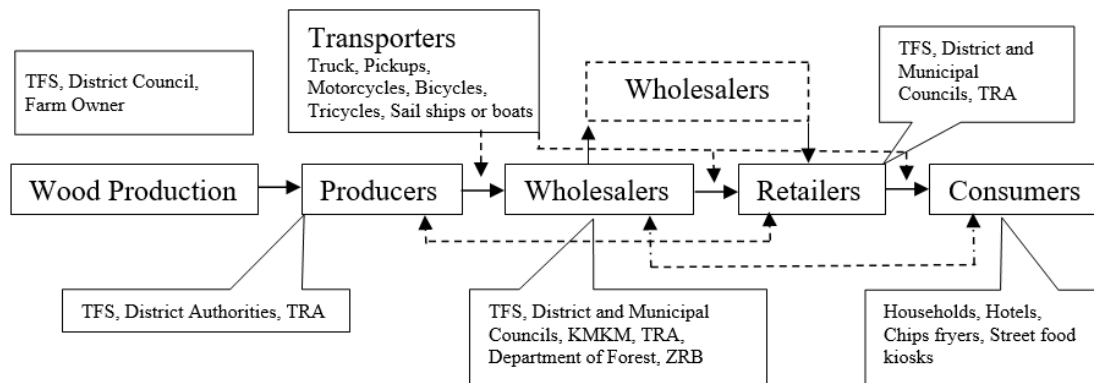 TFS, District Council,
Farm Owner
Transporters
Truck, Pickups,
Motorcycles, Bicycles,
Tricycles, Sail ships or boats
Wholesalers
TFS, District and
Municipal
Councils, TRA
Wood Production
Producers
Wholesalers
Retailers
Consumers
TFS, District Authorities, TRA
TFS, District and Municipal
Councils, KMKM, TRA,
Department of Forest, ZRB
Households, Hotels,
Chips fryers, Street food
kiosks